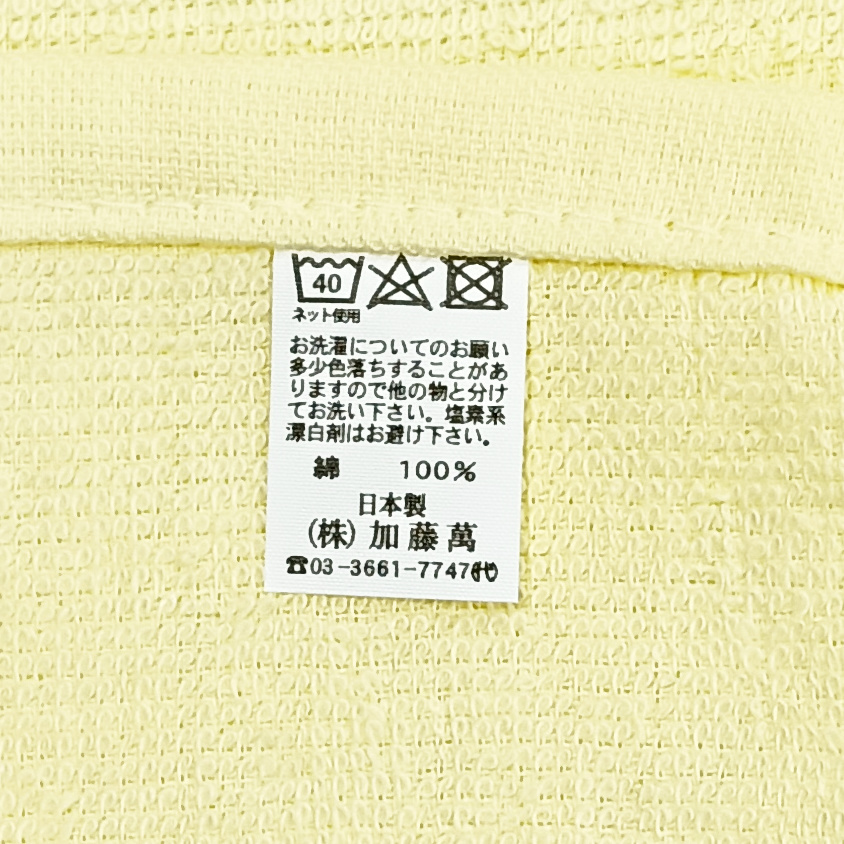 40
ネット使用
お洗濯についてのお願い
多少色落ちすることがあ
りますので他の物と分け
てお洗い下さい。塩素系
漂白剤はお避け下さい。
綿 100%
日本製
(株) 加藤萬
☎03-3661-7747㈹